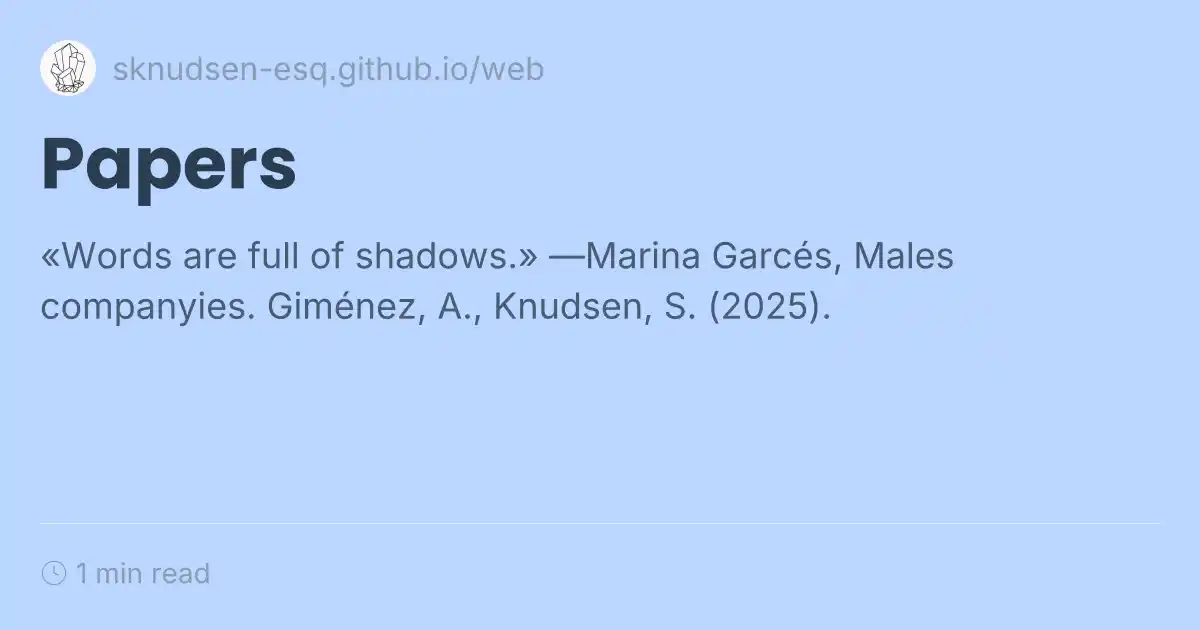 sknudsen-esq.github.io/web
Papers
«Words are full of shadows.» —Marina Garcés, Males
companyies. Giménez, A., Knudsen, S. (2025).
1 min read